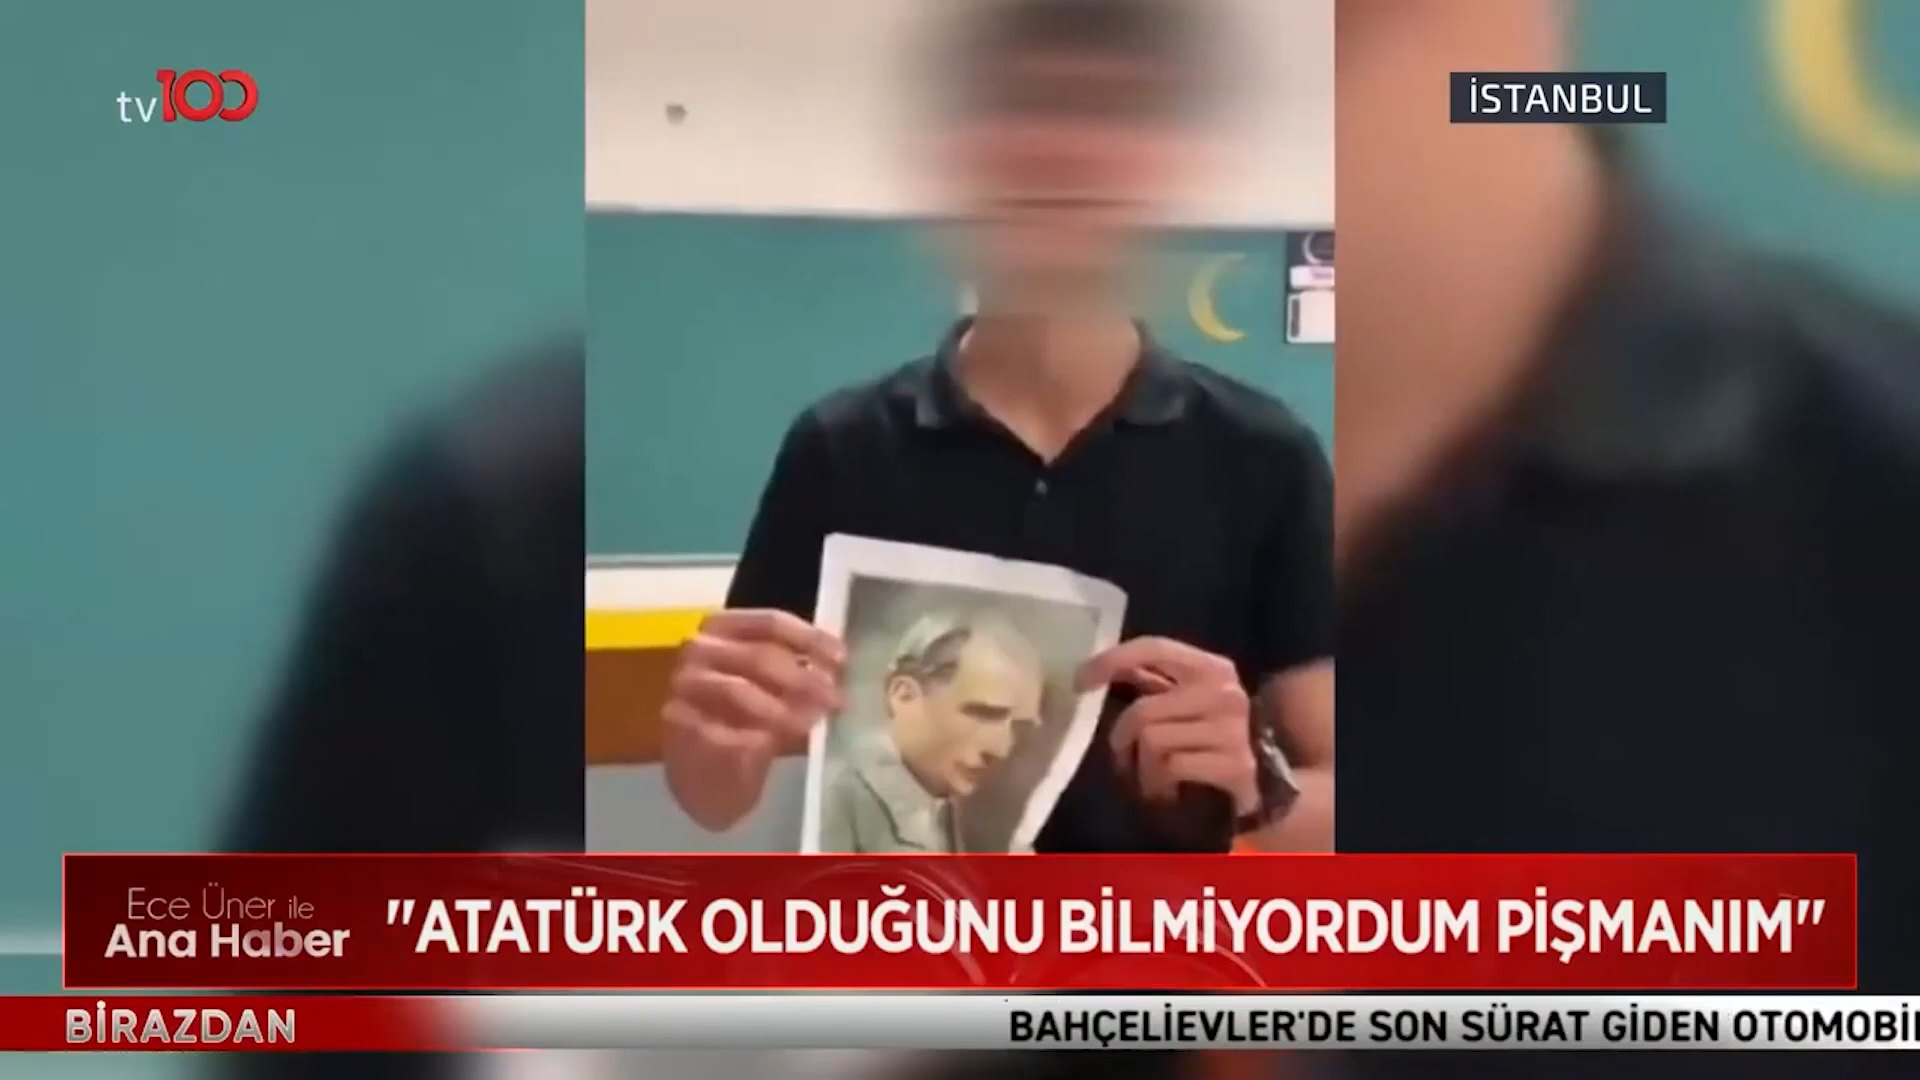 tv100
İSTANBUL
Ece Üner ile
Ana Haber
"ATATÜRK OLDUĞUNU BİLMİYORDUM PİŞMANIM"
BİRAZDAN
BAHÇELİEVLER'DE SON SÜRAT GİDEN OTOMOBİL